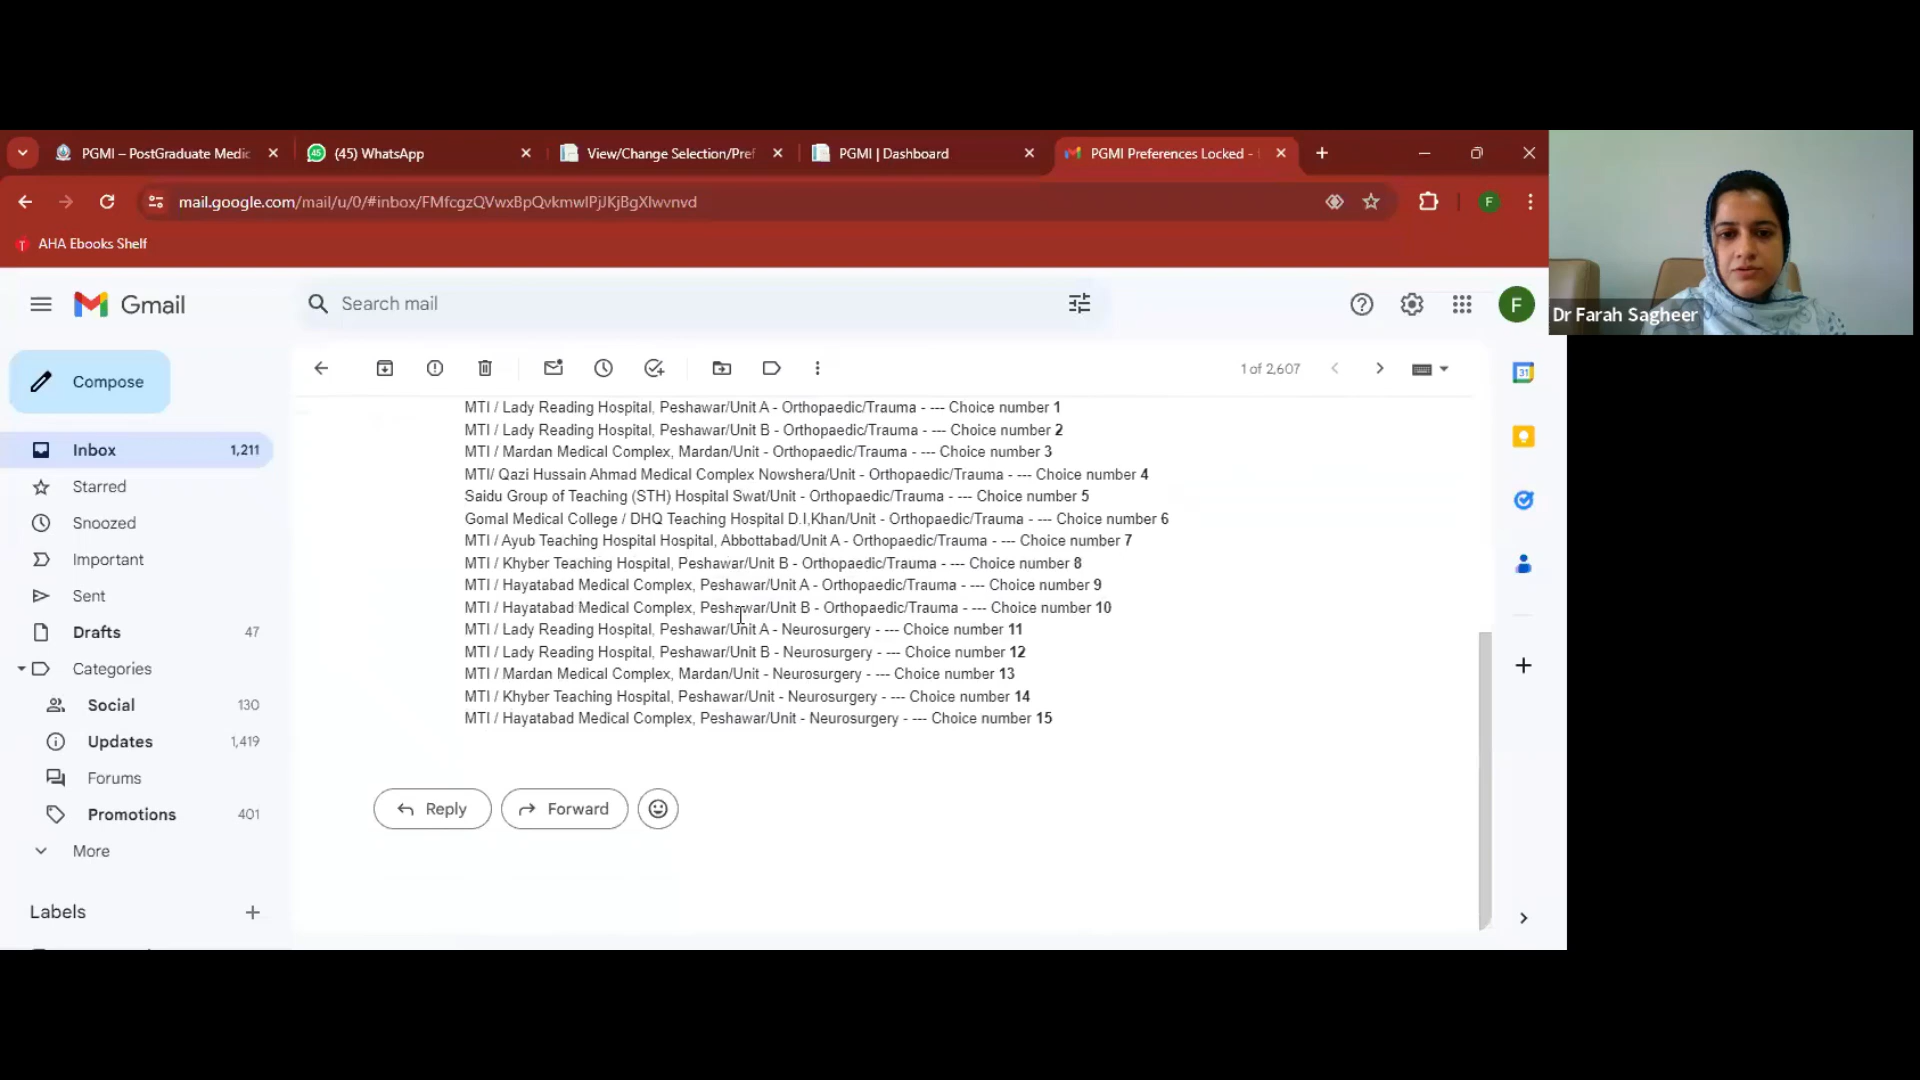 PGMI – PostGraduate Medic
(45) WhatsApp
View/Change Selection/Pref
PGMI | Dashboard
PGMI Preferences Locked -
mail.google.com/mail/u/0/#inbox/FMfcgzQVwxBpQvkmwlPjJKjBgXlwvnvd
F
AHA Ebooks Shelf
Gmail
Search mail
F
Dr Farah Sagheer
Compose
1 of 2,607
31
Inbox 1,211
Starred
Snoozed
Important
Sent
Drafts 47
Categories
Social 130
Updates 1,419
Forums
Promotions 401
More
Labels
MTI / Lady Reading Hospital, Peshawar/Unit A - Orthopaedic/Trauma - --- Choice number 1
MTI / Lady Reading Hospital, Peshawar/Unit B - Orthopaedic/Trauma - --- Choice number 2
MTI / Mardan Medical Complex, Mardan/Unit - Orthopaedic/Trauma - --- Choice number 3
MTI/ Qazi Hussain Ahmad Medical Complex Nowshera/Unit - Orthopaedic/Trauma - --- Choice number 4
Saidu Group of Teaching (STH) Hospital Swat/Unit - Orthopaedic/Trauma - --- Choice number 5
Gomal Medical College / DHQ Teaching Hospital D.I,Khan/Unit - Orthopaedic/Trauma - --- Choice number 6
MTI / Ayub Teaching Hospital Hospital, Abbottabad/Unit A - Orthopaedic/Trauma - --- Choice number 7
MTI / Khyber Teaching Hospital, Peshawar/Unit B - Orthopaedic/Trauma - --- Choice number 8
MTI / Hayatabad Medical Complex, Peshawar/Unit A - Orthopaedic/Trauma - --- Choice number 9
MTI / Hayatabad Medical Complex, Peshawar/Unit B - Orthopaedic/Trauma - --- Choice number 10
MTI / Lady Reading Hospital, Peshawar/Unit A - Neurosurgery - --- Choice number 11
MTI / Lady Reading Hospital, Peshawar/Unit B - Neurosurgery - --- Choice number 12
MTI / Mardan Medical Complex, Mardan/Unit - Neurosurgery - --- Choice number 13
MTI / Khyber Teaching Hospital, Peshawar/Unit - Neurosurgery - --- Choice number 14
MTI / Hayatabad Medical Complex, Peshawar/Unit - Neurosurgery - --- Choice number 15
Reply
Forward